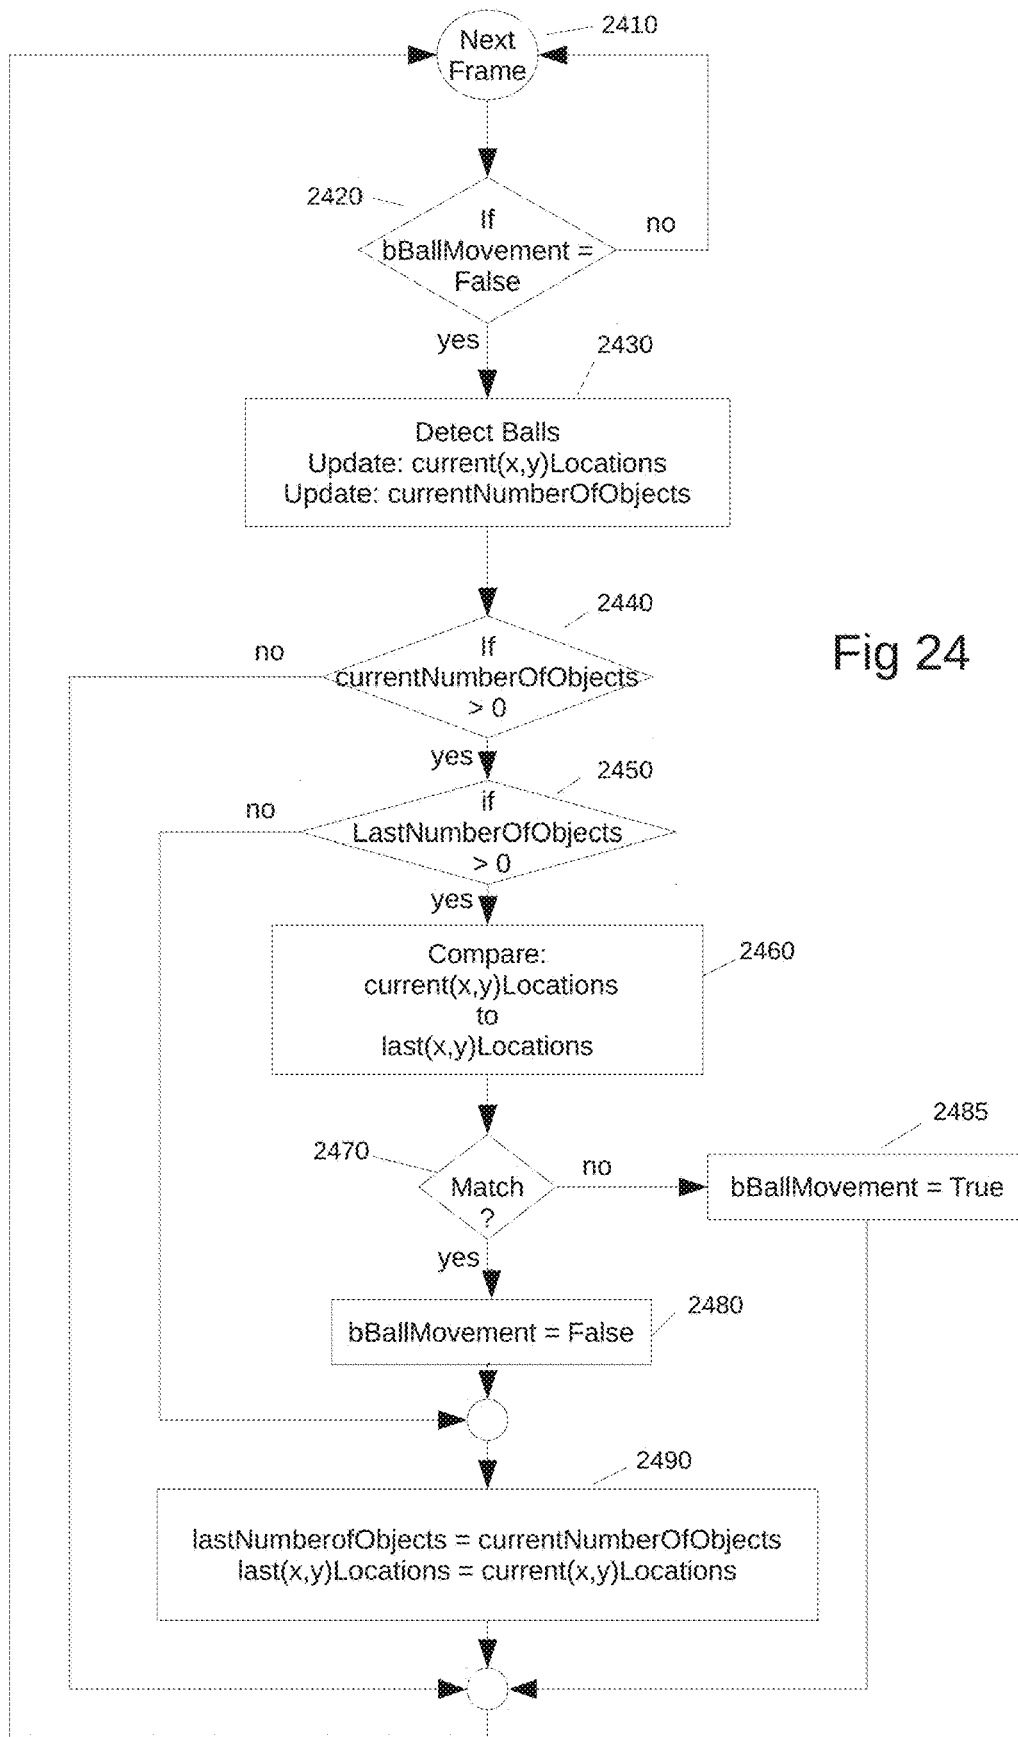 Next
Frame
2410
2420
If
bBallMovement =
False
no
yes
2430
Detect Balls
Update: current(x,y)Locations
Update: currentNumberOfObjects
2440
no
If
currentNumberOfObjects
> 0
Fig 24
yes
2450
no
if
LastNumberOfObjects
> 0
yes
2460
Compare:
current(x,y)Locations
to
last(x,y)Locations
2470
Match
?
no
2485
bBallMovement = True
yes
2480
bBallMovement = False
2490
lastNumberofObjects = currentNumberOfObjects
last(x,y)Locations = current(x,y)Locations